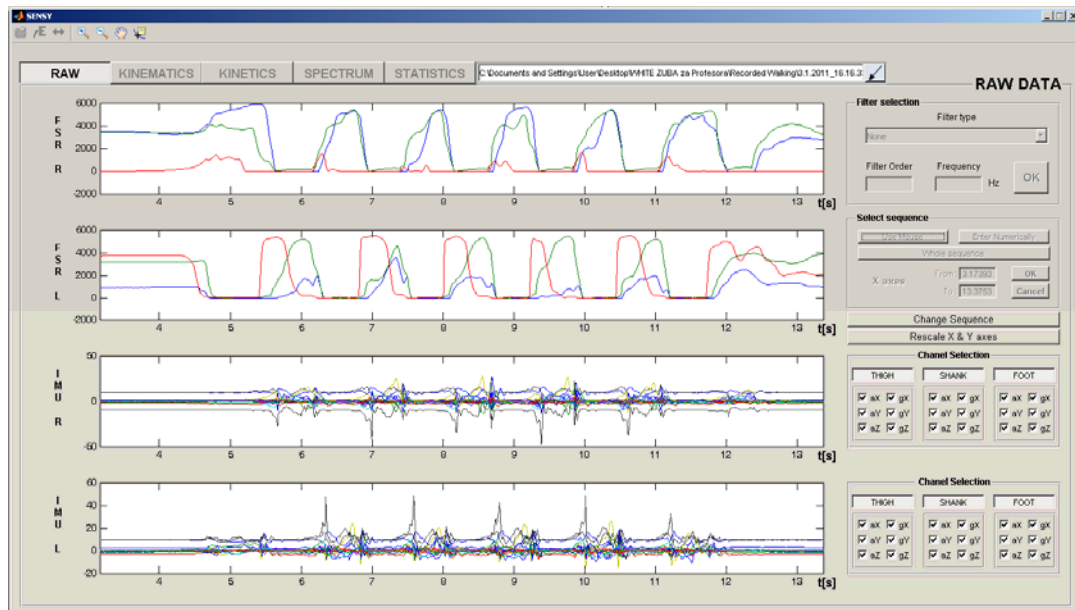 SENSY
RAW KINEMATICS KINETICS SPECTRUM STATISTICS C:\Documents and Settings\User\Desktop\WHITE ZUBA za Profesora\Recorded Walking\3.1.2011_16.16.3
RAW DATA
FSR R
6000
4000
2000
0
-2000
4 5 6 7 8 9 10 11 12 13 t[s]
FSR L
6000
4000
2000
0
-2000
4 5 6 7 8 9 10 11 12 13 t[s]
IMU R
50
0
-50
4 5 6 7 8 9 10 11 12 13 t[s]
IMU L
60
40
20
0
-20
4 5 6 7 8 9 10 11 12 13 t[s]
Filter selection
Filter type
None
Filter Order Frequency
Hz OK
Select sequence
Use Mouse Enter Numerically
Whole sequence
X axes From: 3.17393 OK
To: 13.3753 Cancel
Change Sequence
Rescale X & Y axes
Chanel Selection
THIGH SHANK FOOT
aX gX aX gX aX gX
aY gY aY gY aY gY
aZ gZ aZ gZ aZ gZ
Chanel Selection
THIGH SHANK FOOT
aX gX aX gX aX gX
aY gY aY gY aY gY
aZ gZ aZ gZ aZ gZ